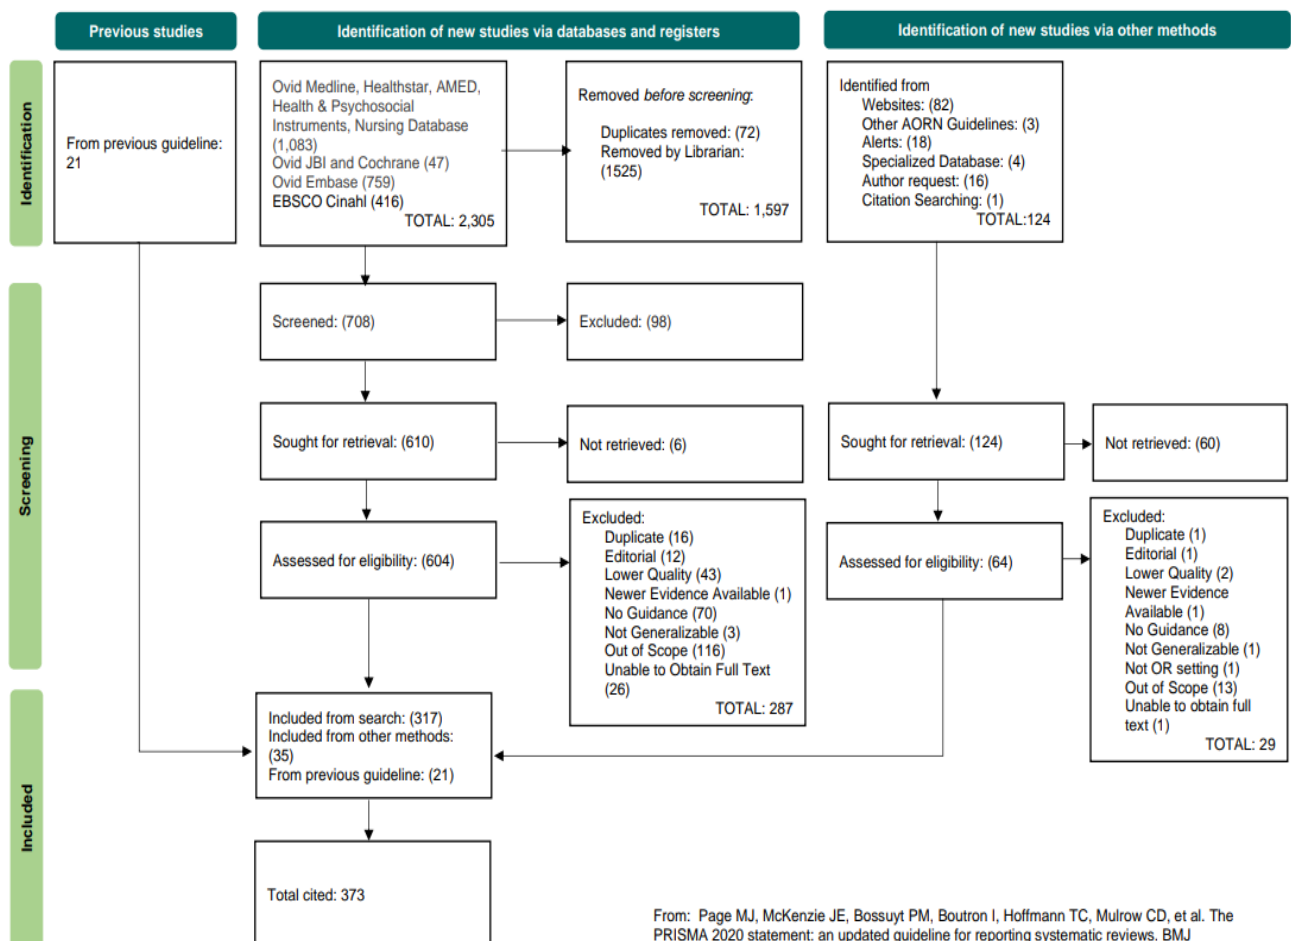 Previous studies
Identification of new studies via databases and registers
Identification of new studies via other methods
Identification
From previous guideline:
21
Ovid Medline, Healthstar, AMED,
Health & Psychosocial
Instruments, Nursing Database
(1,083)
Ovid JBI and Cochrane (47)
Ovid Embase (759)
EBSCO Cinahl (416)
TOTAL: 2,305
Removed before screening:
Duplicates removed: (72)
Removed by Librarian:
(1525)
TOTAL: 1,597
Identified from
Websites: (82)
Other AORN Guidelines: (3)
Alerts: (18)
Specialized Database: (4)
Author request: (16)
Citation Searching: (1)
TOTAL:124
Screening
Screened: (708)
Excluded: (98)
Sought for retrieval: (610)
Not retrieved: (6)
Sought for retrieval: (124)
Not retrieved: (60)
Assessed for eligibility: (604)
Excluded:
Duplicate (16)
Editorial (12)
Lower Quality (43)
Newer Evidence Available (1)
No Guidance (70)
Not Generalizable (3)
Out of Scope (116)
Unable to Obtain Full Text
(26)
TOTAL: 287
Assessed for eligibility: (64)
Excluded:
Duplicate (1)
Editorial (1)
Lower Quality (2)
Newer Evidence
Available (1)
No Guidance (8)
Not Generalizable (1)
Not OR setting (1)
Out of Scope (13)
Unable to obtain full
text (1)
TOTAL: 29
Included
Included from search: (317)
Included from other methods:
(35)
From previous guideline: (21)
Total cited: 373
From: Page MJ, McKenzie JE, Bossuyt PM, Boutron I, Hoffmann TC, Mulrow CD, et al. The
PRISMA 2020 statement: an updated guideline for reporting systematic reviews. BMJ